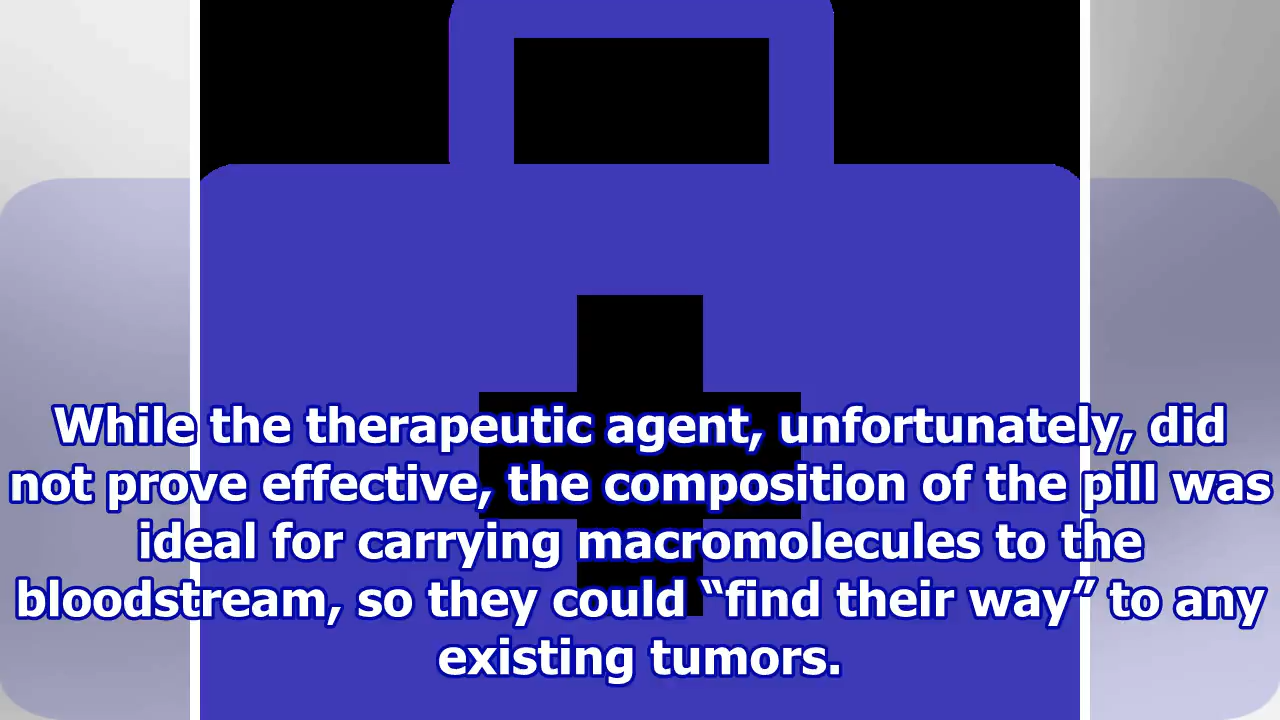 While the therapeutic agent, unfortunately, did
not prove effective, the composition of the pill was
ideal for carrying macromolecules to the
bloodstream, so they could “find their way” to any
existing tumors.